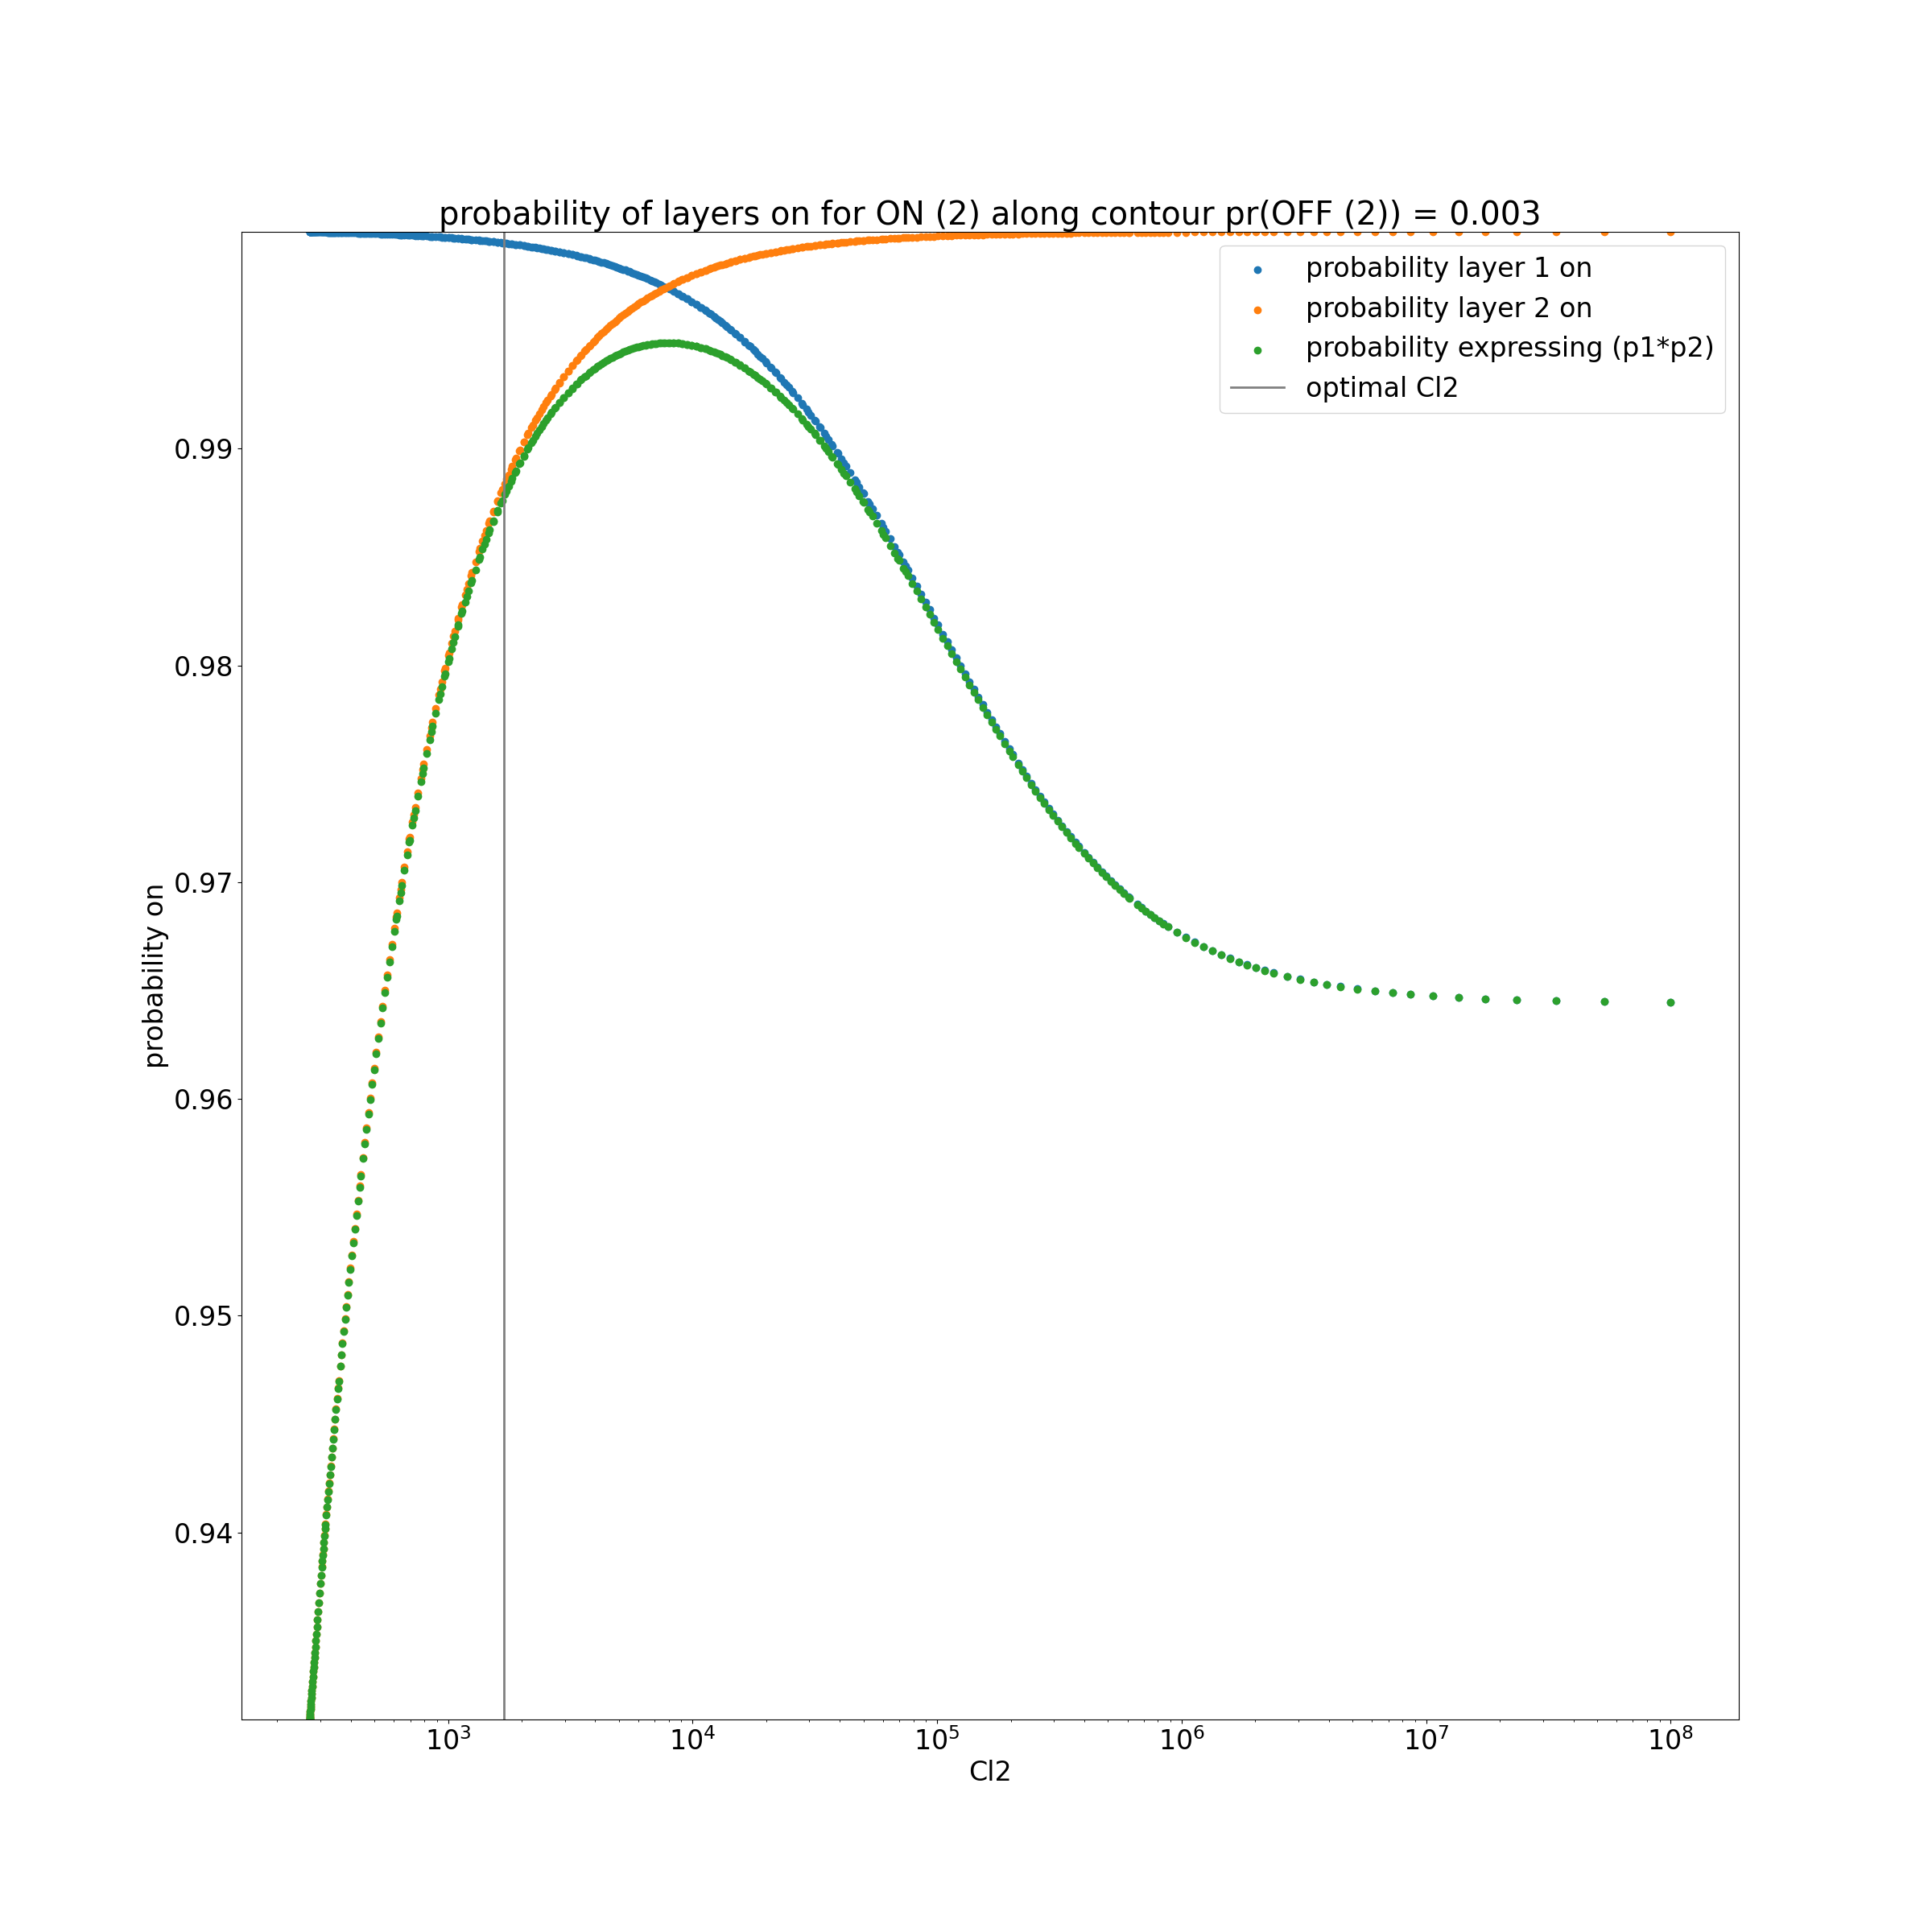 probability of layers on for ON (2) along contour pr(OFF (2)) = 0.003
probability layer 1 on
probability layer 2 on
probability expressing (p1*p2)
optimal Cl2
0.99
0.98
0.97
0.96
0.95
0.94
probability on
10³ 10⁴ 10⁵ 10⁶ 10⁷ 10⁸
Cl2